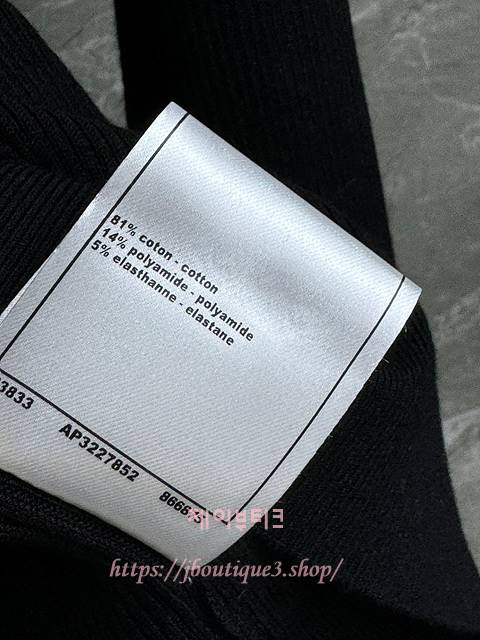 81% coton - cotton
14% polyamide - polyamide
5% elasthanne - elastane
3833 AP3227852 8666
제이부티크
https://jboutique3.shop/